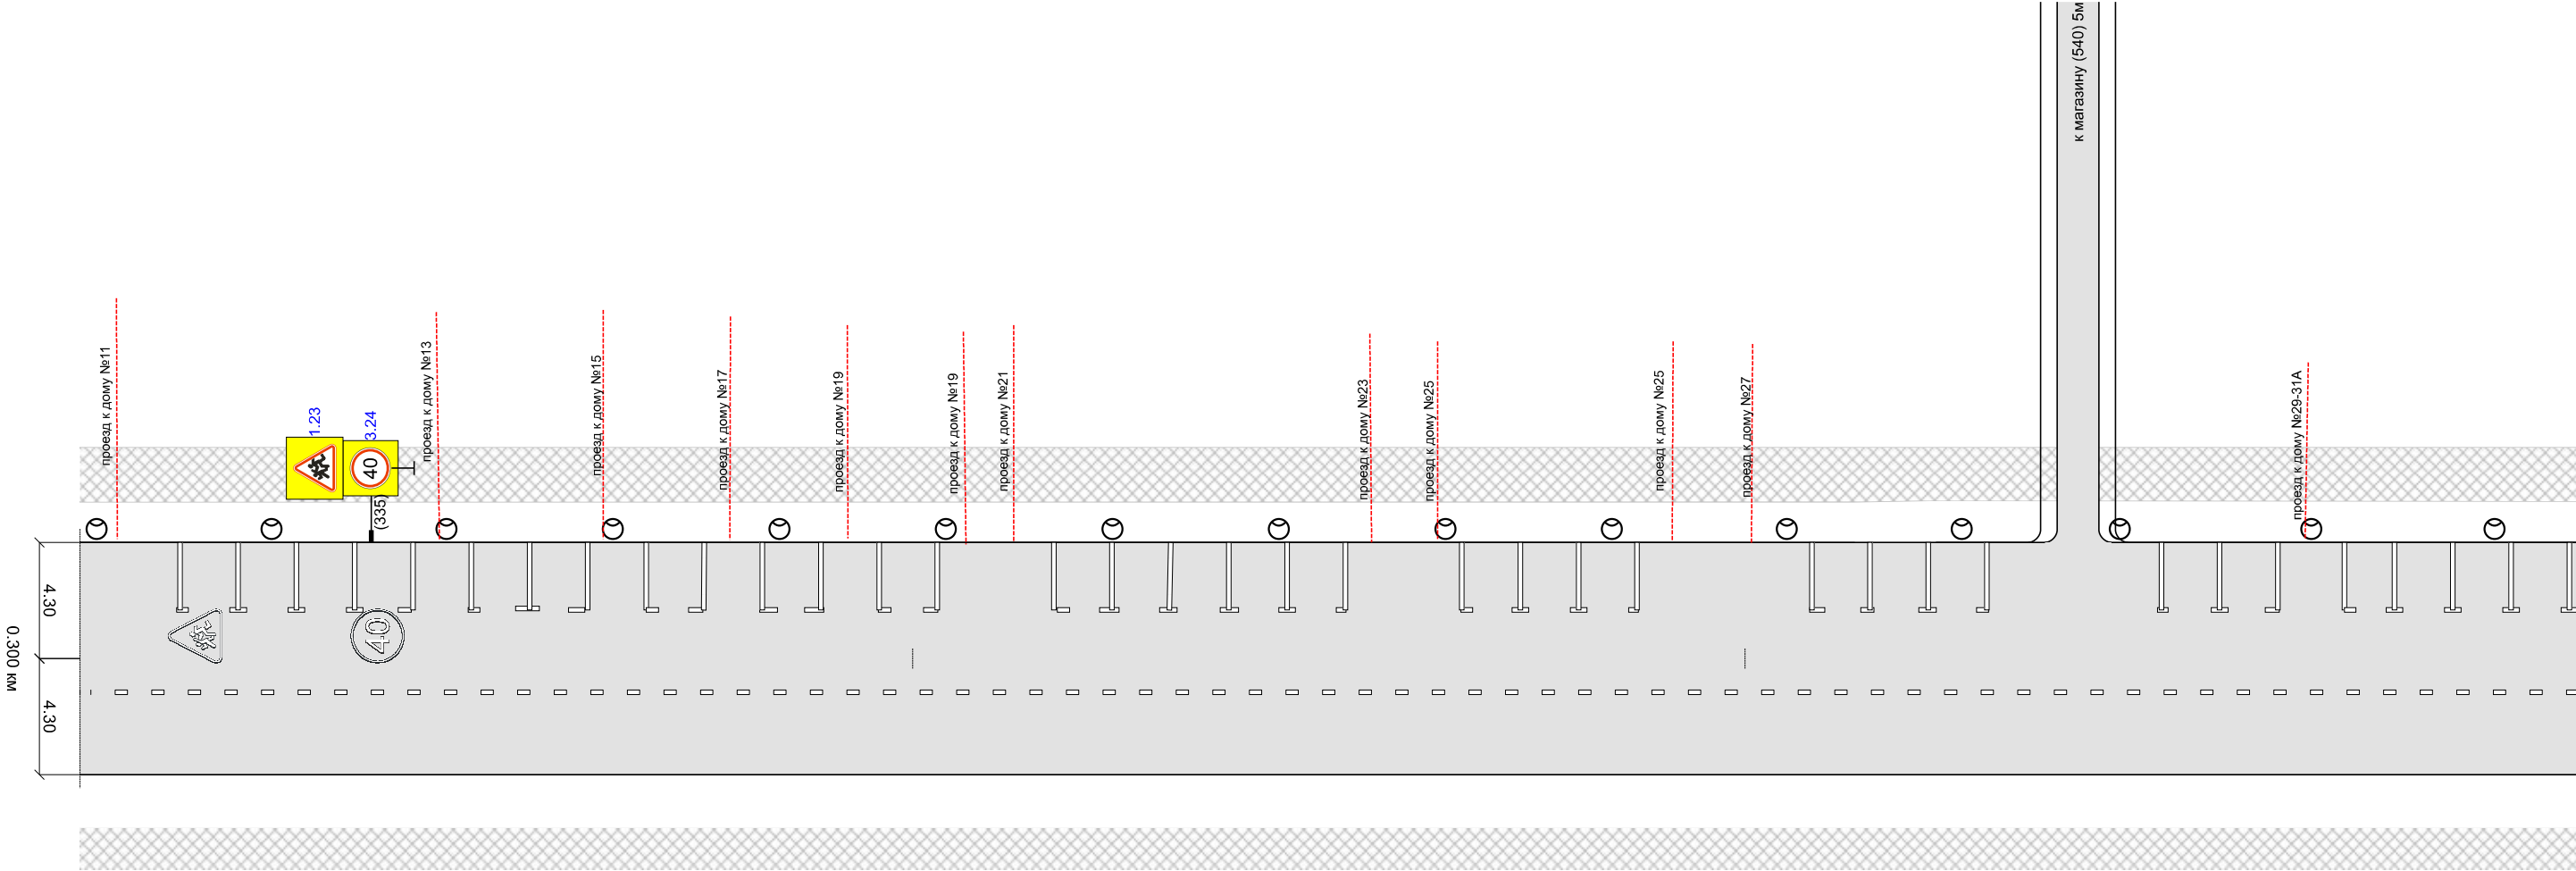 к магазину (540) 5м
проезд к дому №11
1.23
3.24
40
(335)
проезд к дому №13
проезд к дому №15
проезд к дому №17
проезд к дому №19
проезд к дому №19
проезд к дому №21
проезд к дому №23
проезд к дому №25
проезд к дому №25
проезд к дому №27
проезд к дому №29-31А
4.30
40
0.300 км
4.30